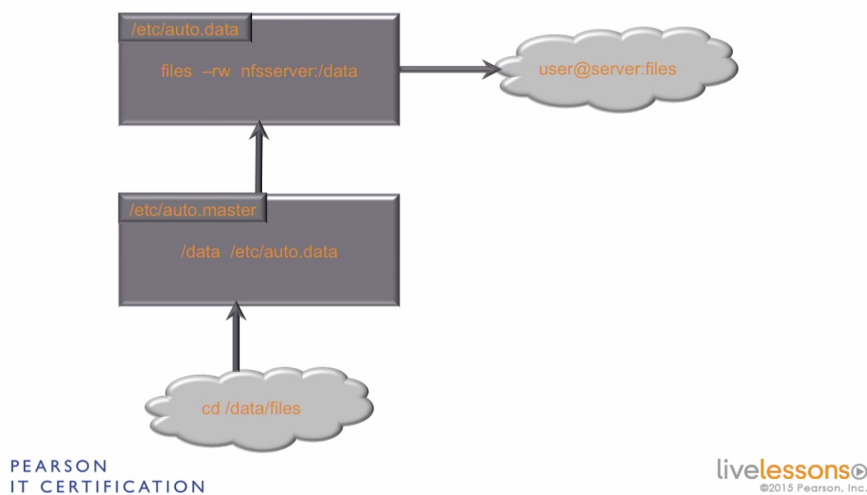 /etc/auto.data
files –rw nfsserver:/data
user@server:files
/etc/auto.master
/data /etc/auto.data
cd /data/files
PEARSON
IT CERTIFICATION
livelessons
©2015 Pearson, Inc.